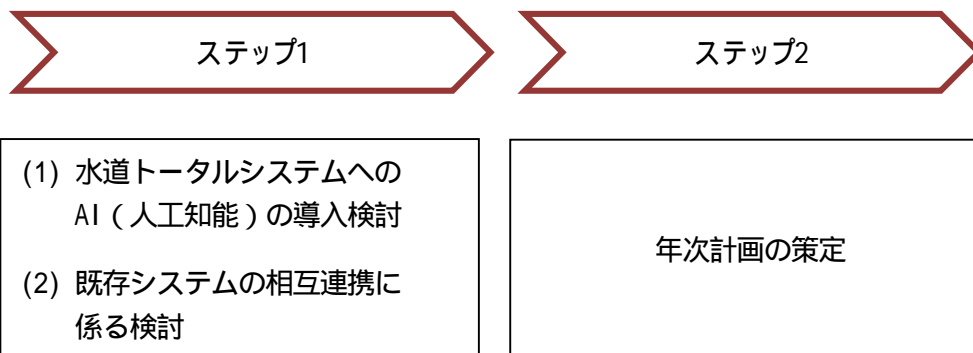 ステップ1
ステップ2
(1) 水道トータルシステムへの
AI（人工知能）の導入検討
(2) 既存システムの相互連携に
係る検討
年次計画の策定